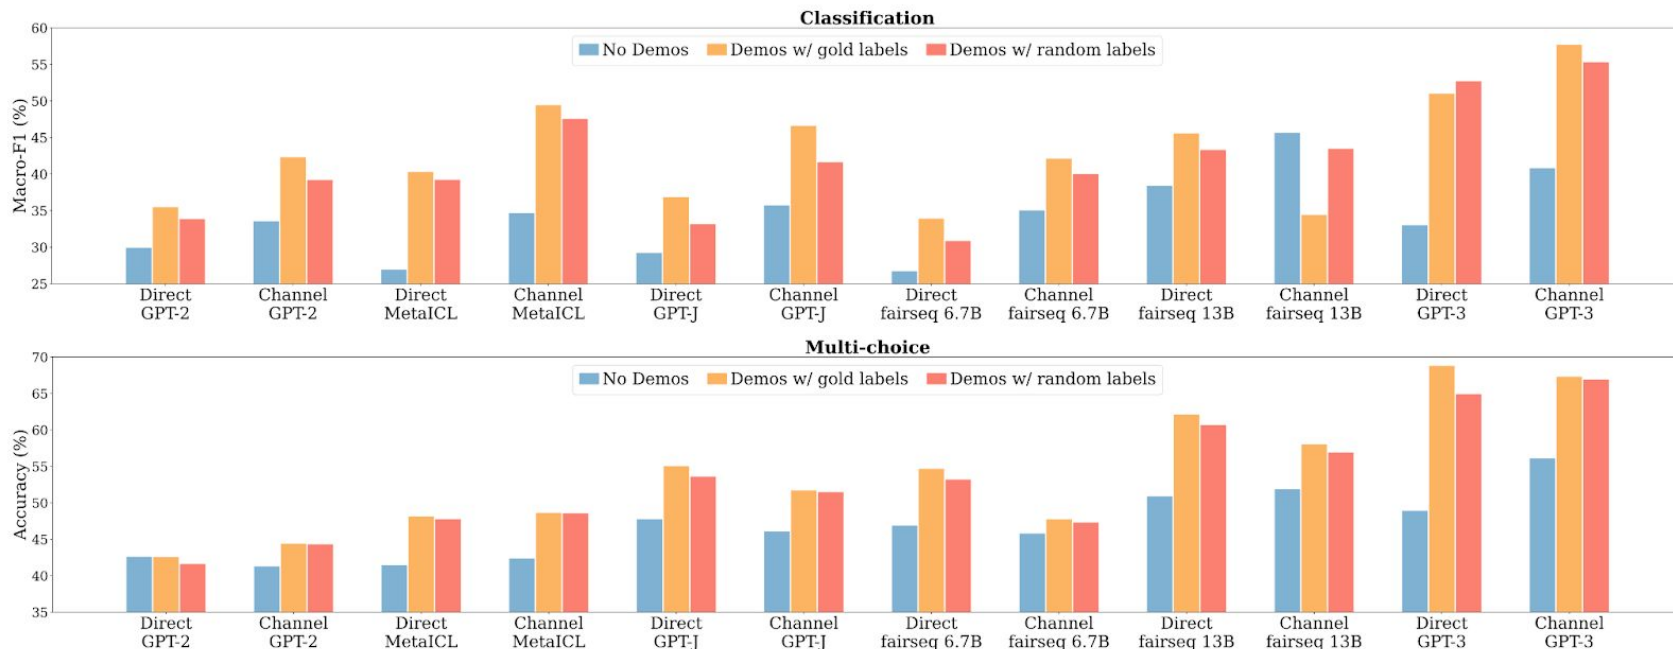 Classification
No Demos Demos w/ gold labels Demos w/ random labels
Macro-F1 (%)
60
55
50
45
40
35
30
25
Direct GPT-2
Channel GPT-2
Direct MetaICL
Channel MetaICL
Direct GPT-J
Channel GPT-J
Direct fairseq 6.7B
Channel fairseq 6.7B
Direct fairseq 13B
Channel fairseq 13B
Direct GPT-3
Channel GPT-3
Multi-choice
No Demos Demos w/ gold labels Demos w/ random labels
Accuracy (%)
70
65
60
55
50
45
40
35
Direct GPT-2
Channel GPT-2
Direct MetaICL
Channel MetaICL
Direct GPT-J
Channel GPT-J
Direct fairseq 6.7B
Channel fairseq 6.7B
Direct fairseq 13B
Channel fairseq 13B
Direct GPT-3
Channel GPT-3